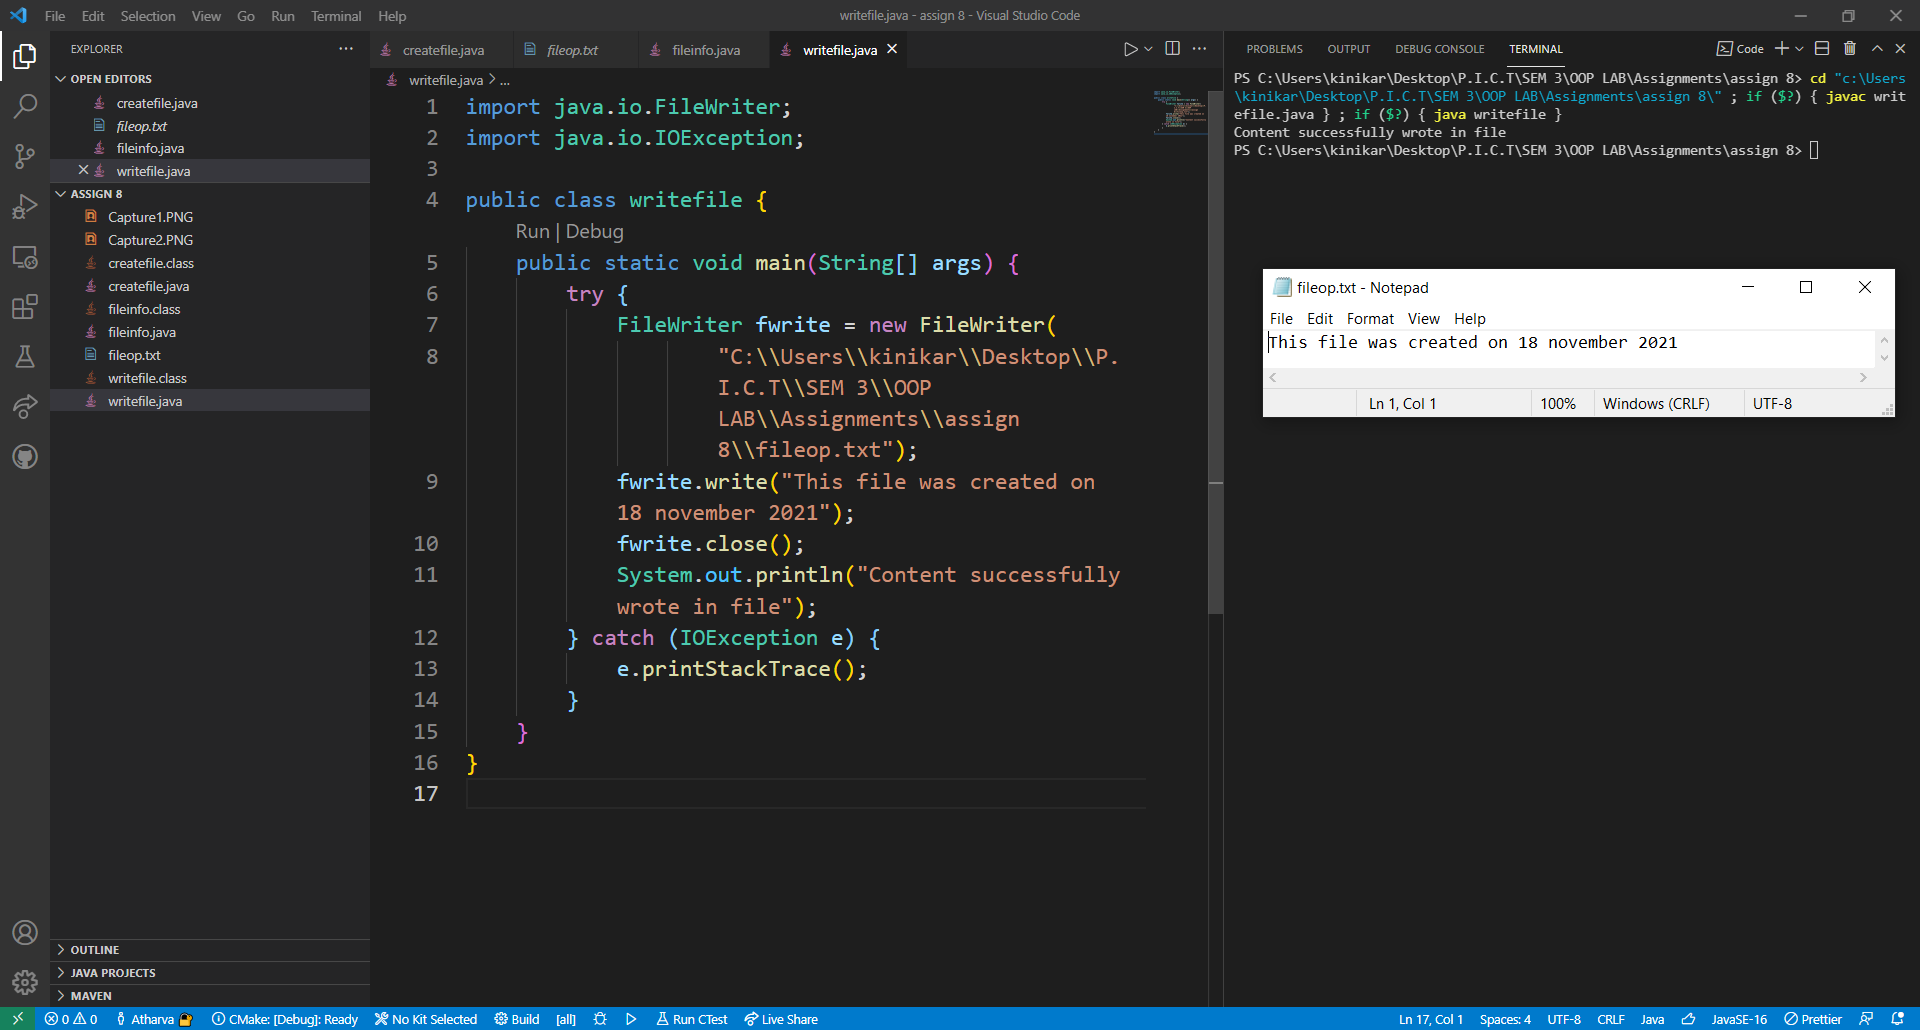 File Edit Selection View Go Run Terminal Help
writefile.java - assign 8 - Visual Studio Code
EXPLORER
OPEN EDITORS
createfile.java
fileop.txt
fileinfo.java
writefile.java
ASSIGN 8
Capture1.PNG
Capture2.PNG
createfile.class
createfile.java
fileinfo.class
fileinfo.java
fileop.txt
writefile.class
writefile.java
OUTLINE
JAVA PROJECTS
MAVEN
createfile.java fileop.txt fileinfo.java writefile.java
writefile.java > ...
1 import java.io.FileWriter;
2 import java.io.IOException;
3
4 public class writefile {
Run | Debug
5 public static void main(String[] args) {
6 try {
7 FileWriter fwrite = new FileWriter(
8 "C:\\Users\\kinikar\\Desktop\\P.
I.C.T\\SEM 3\\OOP
LAB\\Assignments\\assign
8\\fileop.txt");
9 fwrite.write("This file was created on
18 november 2021");
10 fwrite.close();
11 System.out.println("Content successfully
wrote in file");
12 } catch (IOException e) {
13 e.printStackTrace();
14 }
15 }
16 }
17
PROBLEMS OUTPUT DEBUG CONSOLE TERMINAL Code
PS C:\Users\kinikar\Desktop\P.I.C.T\SEM 3\OOP LAB\Assignments\assign 8> cd "c:\Users
\kinikar\Desktop\P.I.C.T\SEM 3\OOP LAB\Assignments\assign 8\" ; if ($?) { javac writ
efile.java } ; if ($?) { java writefile }
Content successfully wrote in file
PS C:\Users\kinikar\Desktop\P.I.C.T\SEM 3\OOP LAB\Assignments\assign 8>
fileop.txt - Notepad
File Edit Format View Help
This file was created on 18 november 2021
Ln 1, Col 1 100% Windows (CRLF) UTF-8
0 0 Atharva CMake: [Debug]: Ready No Kit Selected Build [all] Run CTest Live Share
Ln 17, Col 1 Spaces: 4 UTF-8 CRLF Java JavaSE-16 Prettier